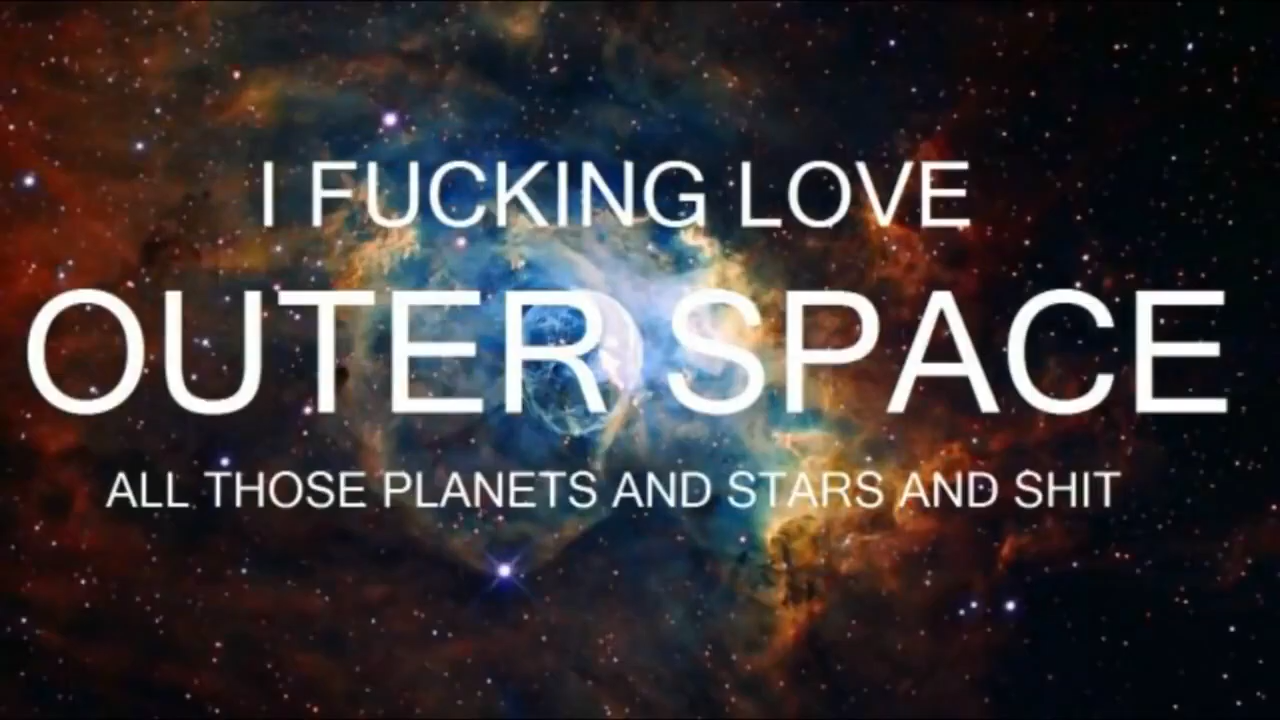 I FUCKING LOVE
OUTER SPACE
ALL THOSE PLANETS AND STARS AND SHIT